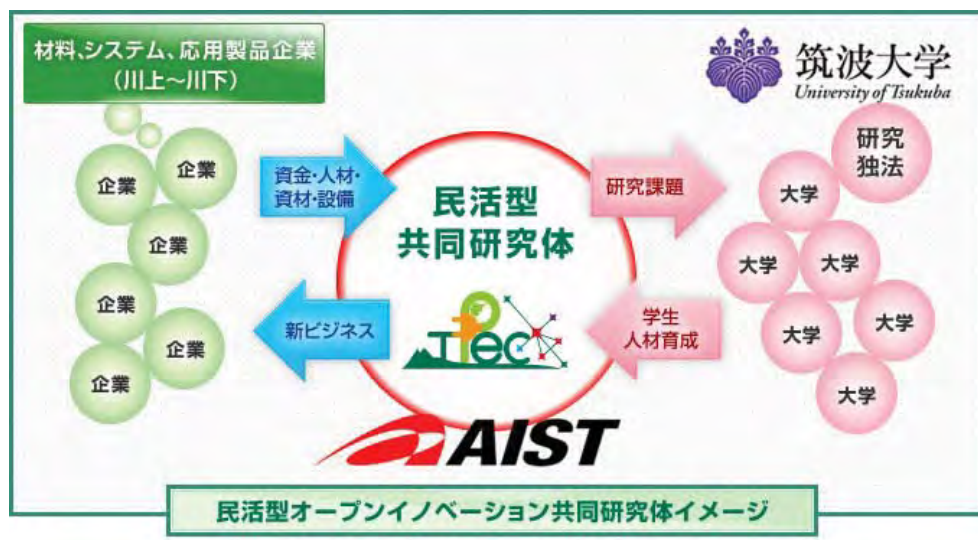 材料、システム、応用製品企業
(川上~川下)
筑波大学
University of Tsukuba
企業
企業
企業
企業
企業
企業
資金・人材・
資材・設備
新ビジネス
民活型
共同研究体
TPEC
AIST
研究課題
学生
人材育成
研究
独法
大学
大学
大学
大学
大学
大学
民活型オープンイノベーション共同研究体イメージ